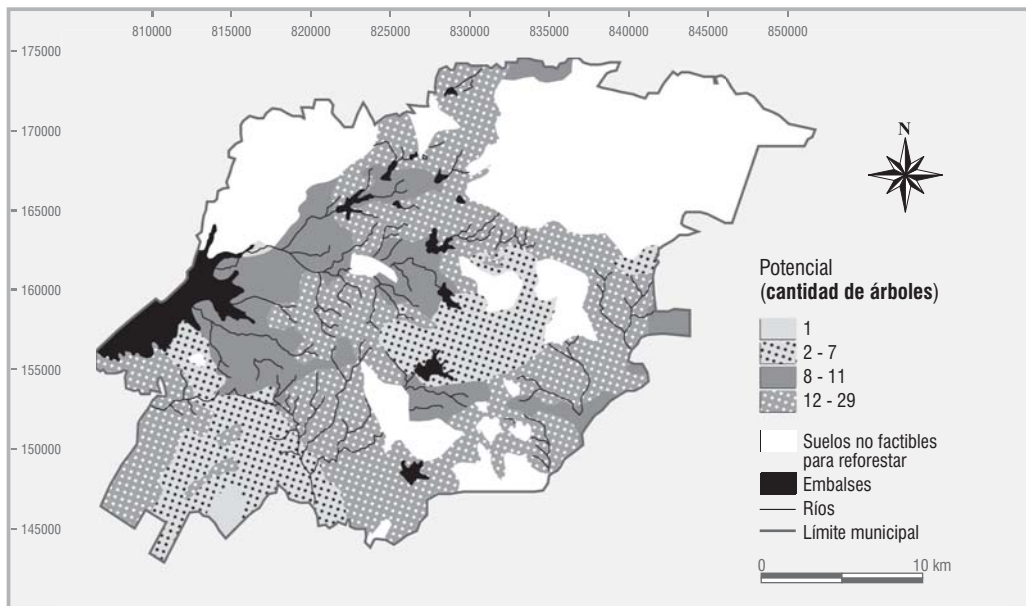 810000 815000 820000 825000 830000 835000 840000 845000 850000
175000
170000
165000
160000
155000
150000
145000
N
Potencial
(cantidad de árboles)
1
2 - 7
8 - 11
12 - 29
Suelos no factibles
para reforestar
Embalses
Ríos
Límite municipal
0 10 km